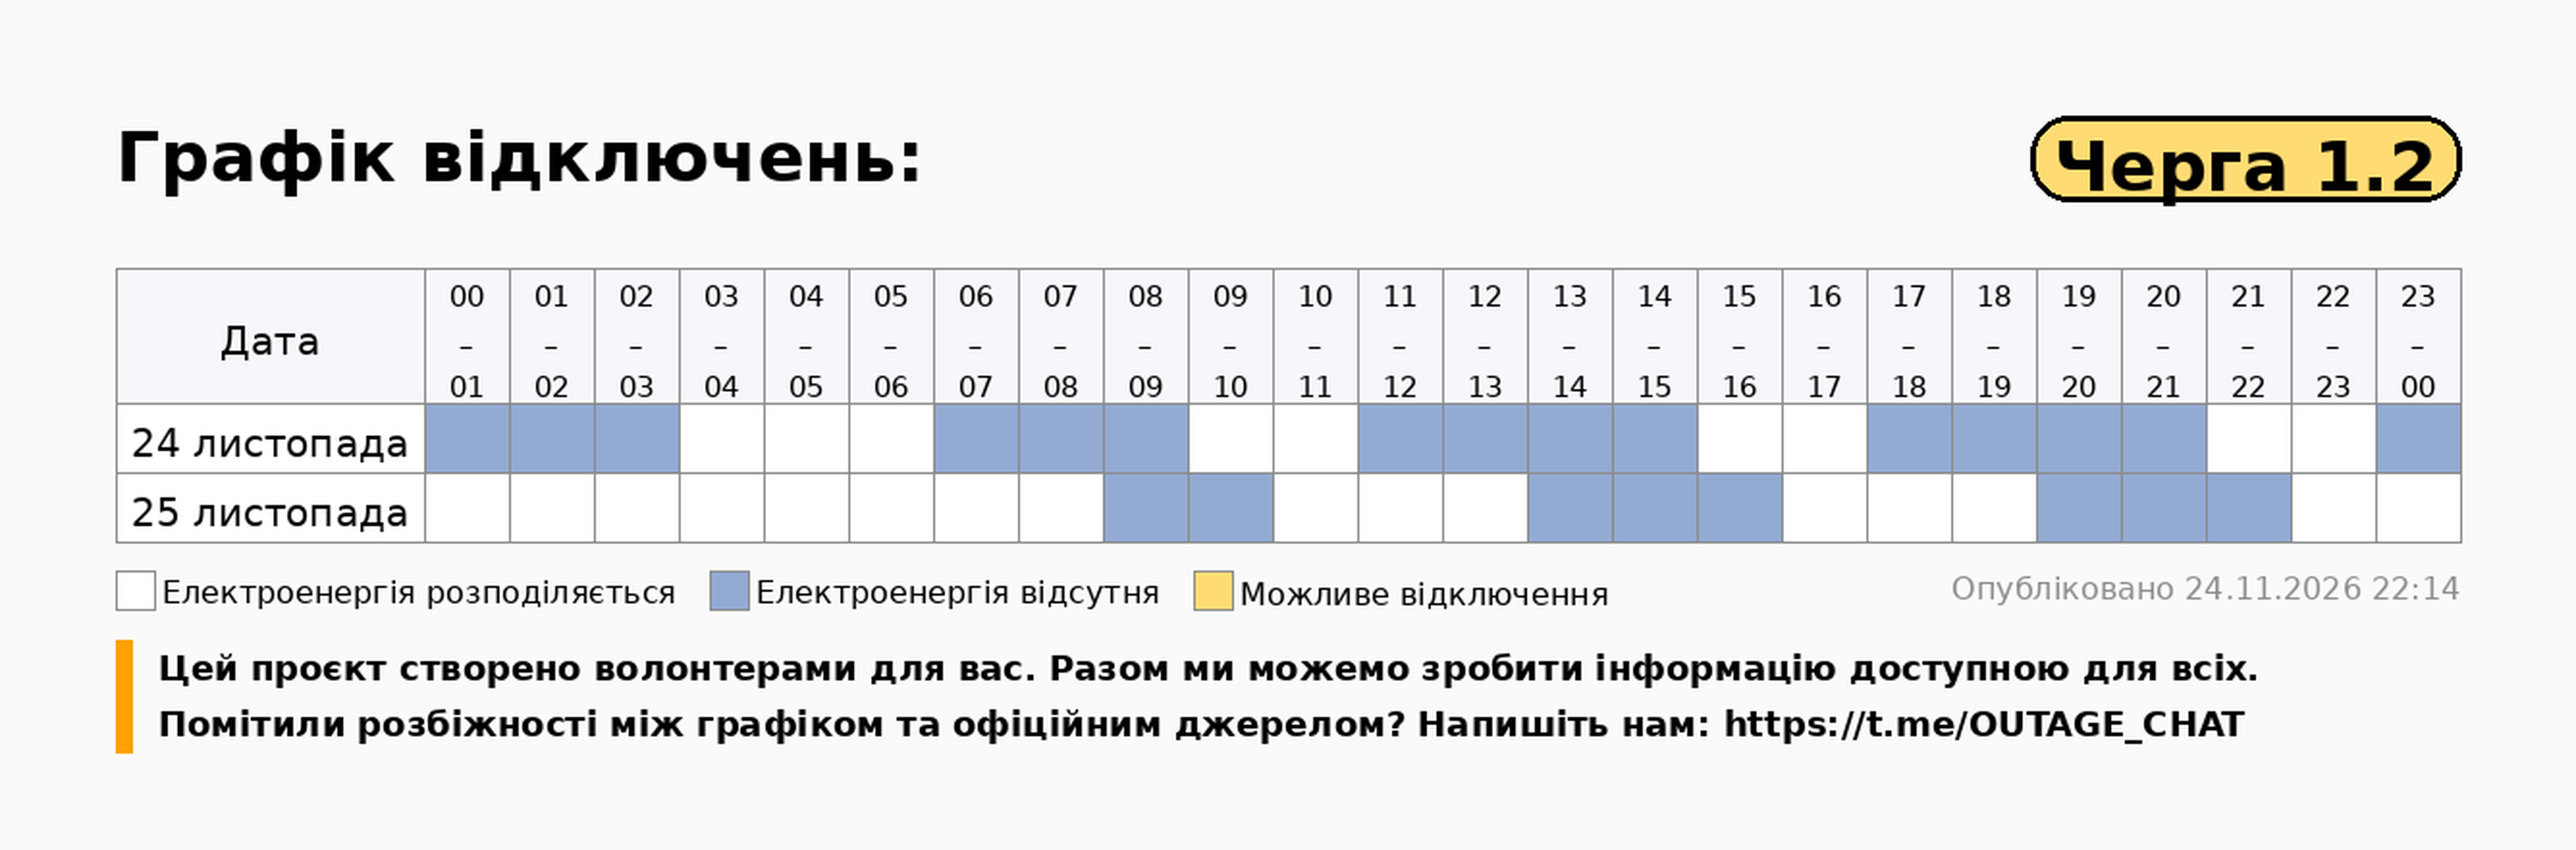 Графік відключень:
Черга 1.2
Дата
00 – 01
01 – 02
02 – 03
03 – 04
04 – 05
05 – 06
06 – 07
07 – 08
08 – 09
09 – 10
10 – 11
11 – 12
12 – 13
13 – 14
14 – 15
15 – 16
16 – 17
17 – 18
18 – 19
19 – 20
20 – 21
21 – 22
22 – 23
23 – 00
24 листопада
25 листопада
Електроенергія розподіляється
Електроенергія відсутня
Можливе відключення
Опубліковано 24.11.2026 22:14
Цей проєкт створено волонтерами для вас. Разом ми можемо зробити інформацію доступною для всіх.
Помітили розбіжності між графіком та офіційним джерелом? Напишіть нам: https://t.me/OUTAGE_CHAT